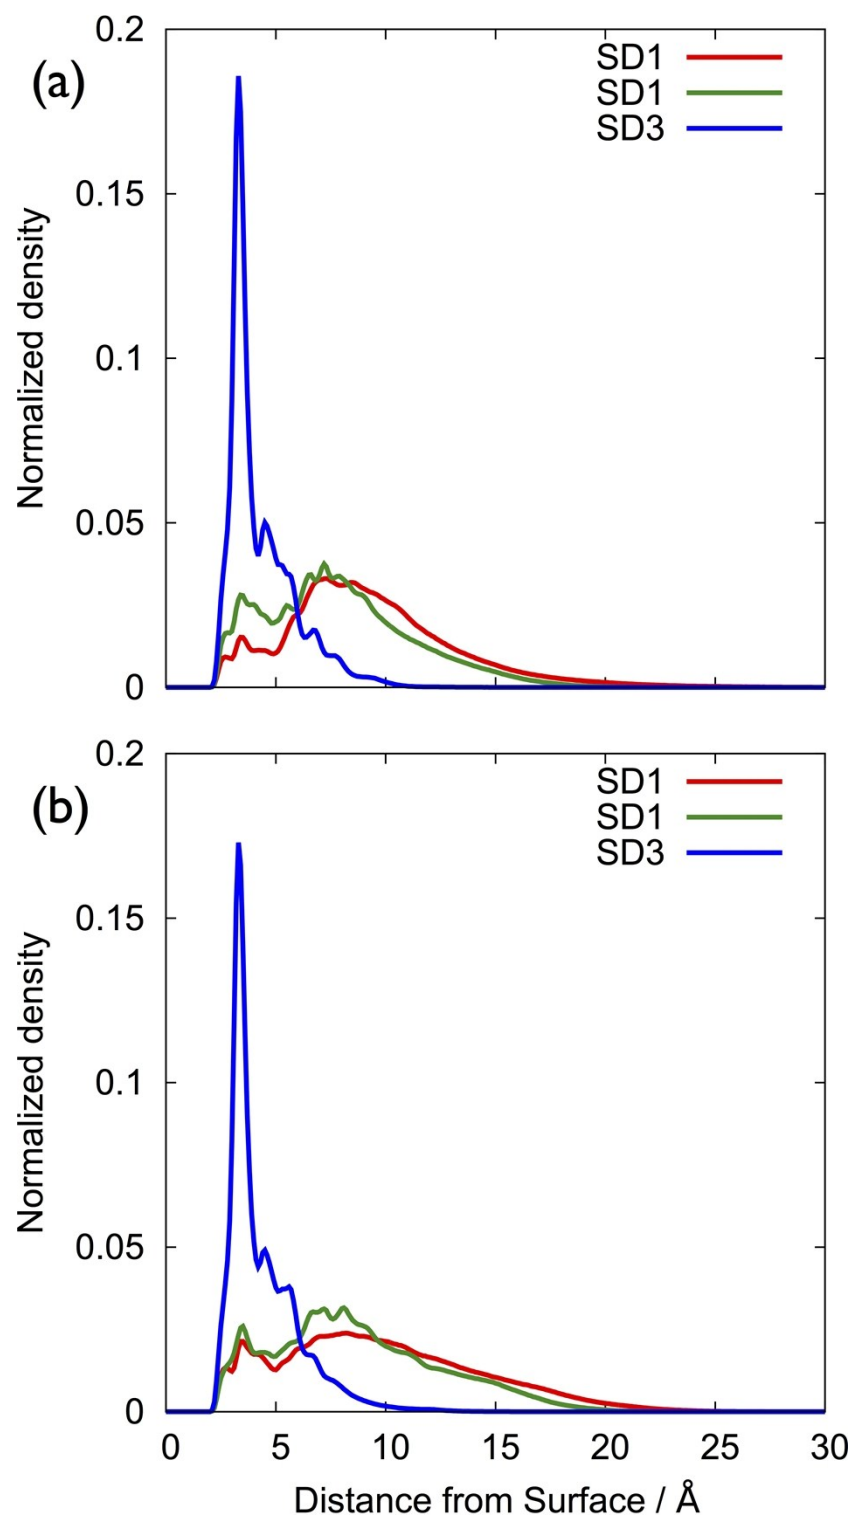 (a)
Normalized density
0.2
0.15
0.1
0.05
0
SD1
SD1
SD3
(b)
Normalized density
0.2
0.15
0.1
0.05
0
SD1
SD1
SD3
0 5 10 15 20 25 30
Distance from Surface / Å